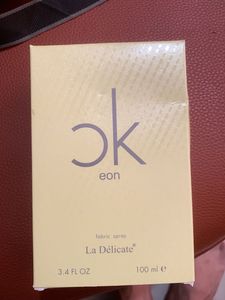 ck
eon
fabric spray
La Délicate®
3.4 FL OZ 100 ml ℮